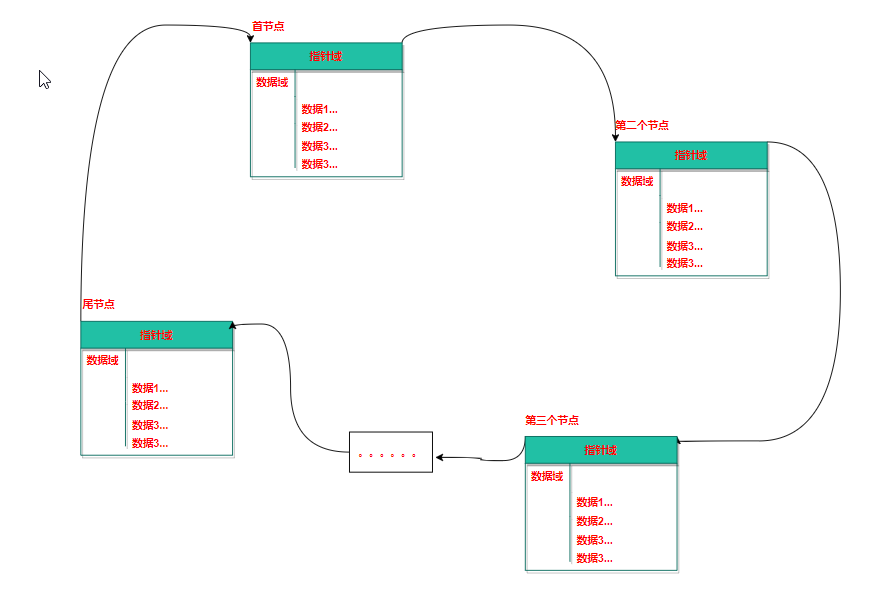 首节点
指针域
数据域
数据1...
数据2...
数据3...
数据3...
第二个节点
指针域
数据域
数据1...
数据2...
数据3...
数据3...
尾节点
指针域
数据域
数据1...
数据2...
数据3...
数据3...
第三个节点
指针域
数据域
数据1...
数据2...
数据3...
数据3...
。。。。。。